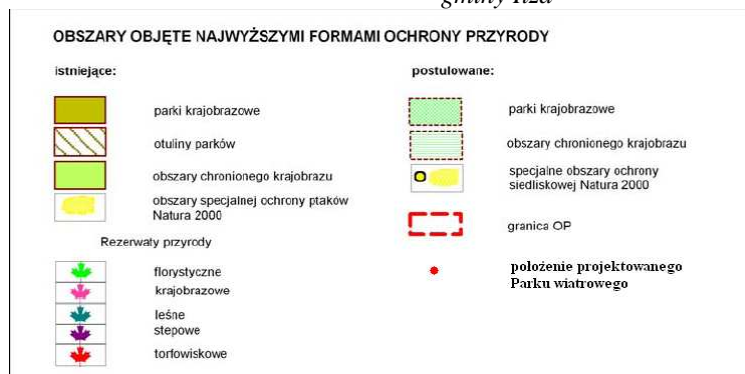 gminy Iłża
OBSZARY OBJĘTE NAJWYŻSZYMI FORMAMI OCHRONY PRZYRODY
istniejące:
parki krajobrazowe
otuliny parków
obszary chronionego krajobrazu
obszary specjalnej ochrony ptaków
Natura 2000
Rezerwaty przyrody
florystyczne
krajobrazowe
leśne
stepowe
torfowiskowe
postulowane:
parki krajobrazowe
obszary chronionego krajobrazu
specjalne obszary ochrony
siedliskowej Natura 2000
granica OP
położenie projektowanego
Parku wiatrowego